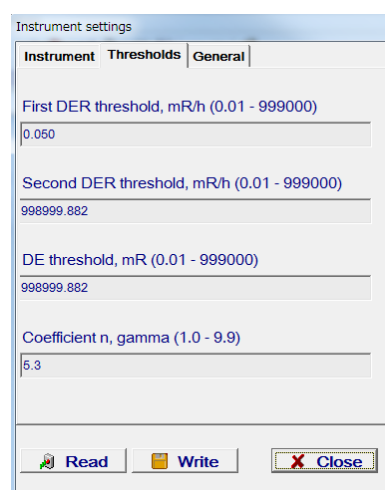 Instrument settings
Instrument Thresholds General
First DER threshold, mR/h (0.01 - 999000)
0.050
Second DER threshold, mR/h (0.01 - 999000)
998999.882
DE threshold, mR (0.01 - 999000)
998999.882
Coefficient n, gamma (1.0 - 9.9)
5.3
Read Write X Close